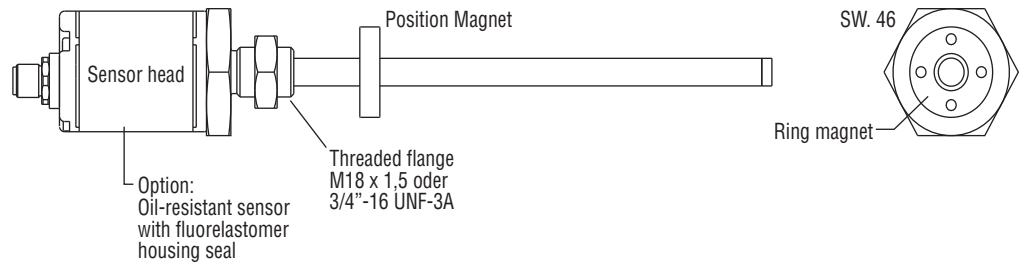 Position Magnet
SW. 46
Sensor head
Ring magnet
Threaded flange
M18 x 1,5 oder
3/4”-16 UNF-3A
Option:
Oil-resistant sensor
with fluorelastomer
housing seal